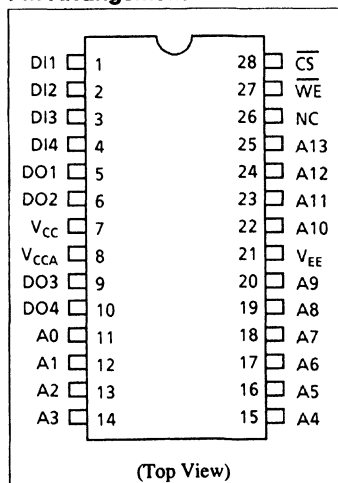 DI1 1 28 C̅S̅
DI2 2 27 W̅E̅
DI3 3 26 NC
DI4 4 25 A13
DO1 5 24 A12
DO2 6 23 A11
VCC 7 22 A10
VCCA 8 21 VEE
DO3 9 20 A9
DO4 10 19 A8
A0 11 18 A7
A1 12 17 A6
A2 13 16 A5
A3 14 15 A4
(Top View)